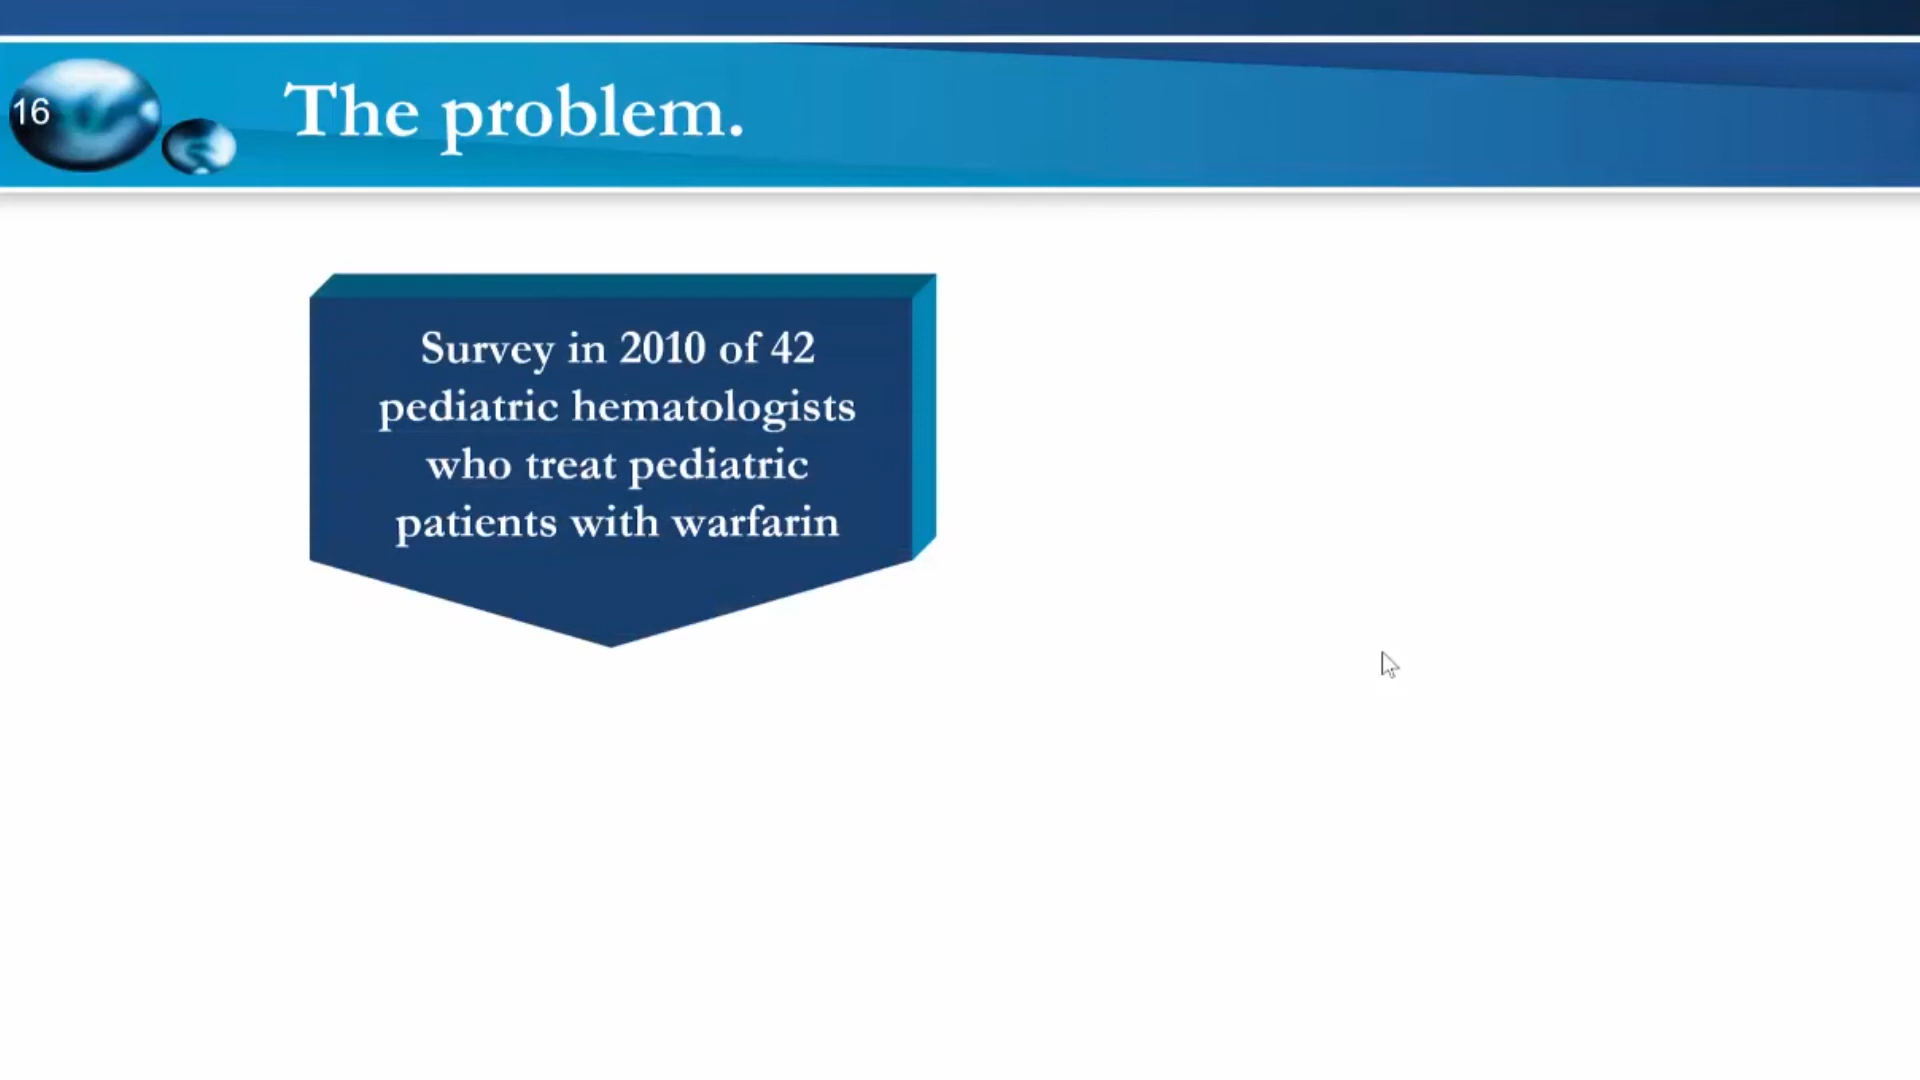 16
The problem.
Survey in 2010 of 42
pediatric hematologists
who treat pediatric
patients with warfarin